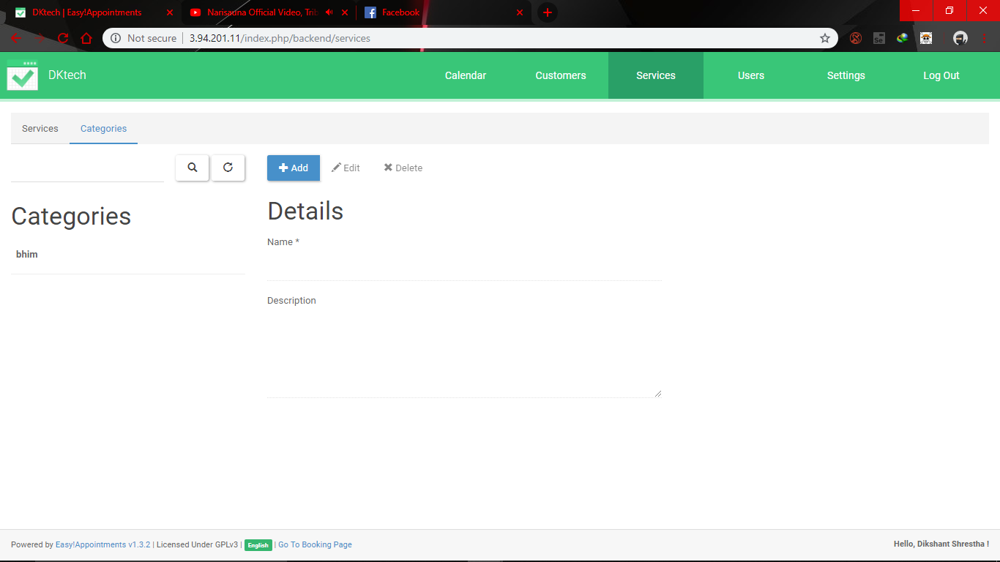 DKtech | Easy!Appointments
Narisauna Official Video, Trib
Facebook
Not secure 3.94.201.11/index.php/backend/services
Se
DKtech
Calendar
Customers
Services
Users
Settings
Log Out
Services
Categories
Add
Edit
Delete
Categories
bhim
Details
Name *
Description
Powered by Easy!Appointments v1.3.2 | Licensed Under GPLv3 | English | Go To Booking Page
Hello, Dikshant Shrestha !